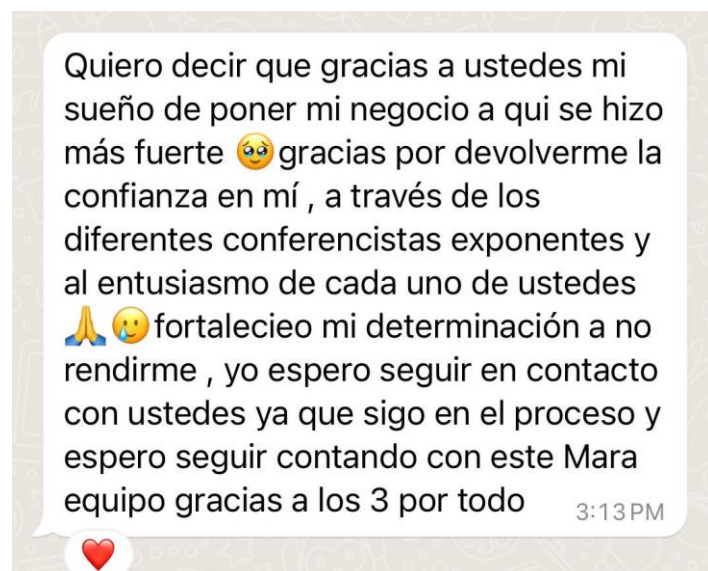 Quiero decir que gracias a ustedes mi
sueño de poner mi negocio a qui se hizo
más fuerte 🥹gracias por devolverme la
confianza en mí , a través de los
diferentes conferencistas exponentes y
al entusiasmo de cada uno de ustedes
🙏🥲fortalecieo mi determinación a no
rendirme , yo espero seguir en contacto
con ustedes ya que sigo en el proceso y
espero seguir contando con este Mara
equipo gracias a los 3 por todo 3:13 PM